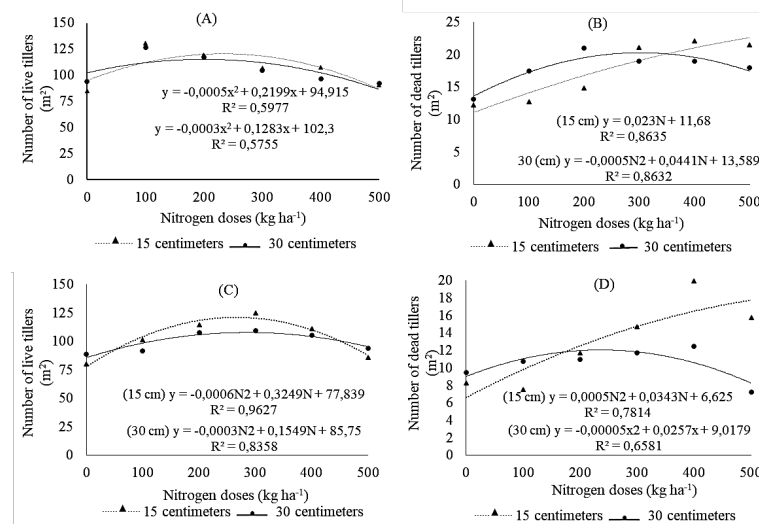 (A)
Number of live tillers
(m²)
150
125
100
75
50
25
0
y = -0,0005x² + 0,2199x + 94,915
R² = 0,5977
y = -0,0003x² + 0,1283x + 102,3
R² = 0,5755
0 100 200 300 400 500
Nitrogen doses (kg ha⁻¹)
15 centimeters 30 centimeters
(B)
Number of dead tillers
(m²)
25
20
15
10
5
0
(15 cm) y = 0,023N + 11,68
R² = 0,8635
30 (cm) y = -0,0005N2 + 0,0441N + 13,589
R² = 0,8632
0 100 200 300 400 500
Nitrogen doses (kg ha⁻¹)
15 centimeters 30 centimeters
(C)
Number of live tillers
(m²)
150
125
100
75
50
25
0
(15 cm) y = -0,0006N2 + 0,3249N + 77,839
R² = 0,9627
(30 cm) y = -0,0003N2 + 0,1549N + 85,75
R² = 0,8358
0 100 200 300 400 500
Nitrogen doses (kg ha⁻¹)
15 centimeters 30 centimeters
(D)
Number of dead tillers
(m²)
20
18
16
14
12
10
8
6
4
2
0
(15 cm) y = 0,0005N2 + 0,0343N + 6,625
R² = 0,7814
(30 cm) y = -0,00005x2 + 0,0257x + 9,0179
R² = 0,6581
0 100 200 300 400 500
Nitrogen doses (kg ha⁻¹)
15 centimeters 30 centimeters